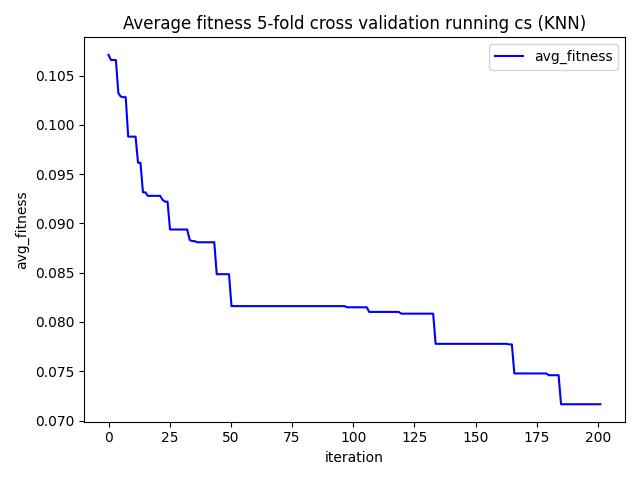 Average fitness 5-fold cross validation running cs (KNN)
avg_fitness
0.105
0.100
0.095
0.090
0.085
0.080
0.075
0.070
avg_fitness
0 25 50 75 100 125 150 175 200
iteration